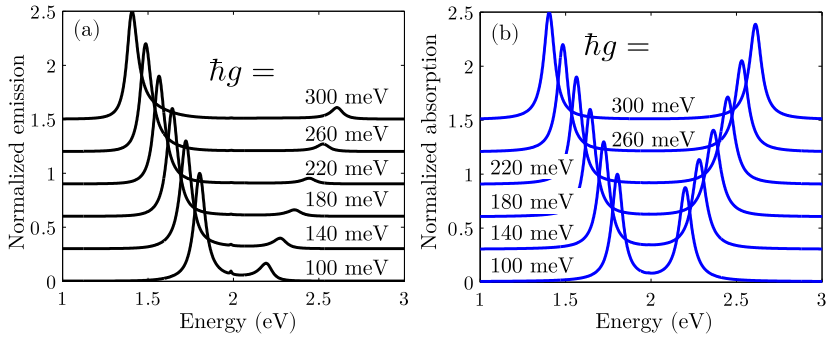 (a)
ħg =
300 meV
260 meV
220 meV
180 meV
140 meV
100 meV
2.5
2
1.5
1
0.5
0
1
1.5
2
2.5
3
Normalized emission
Energy (eV)
(b)
ħg =
300 meV
260 meV
220 meV
180 meV
140 meV
100 meV
2.5
2
1.5
1
0.5
0
1
1.5
2
2.5
3
Normalized absorption
Energy (eV)